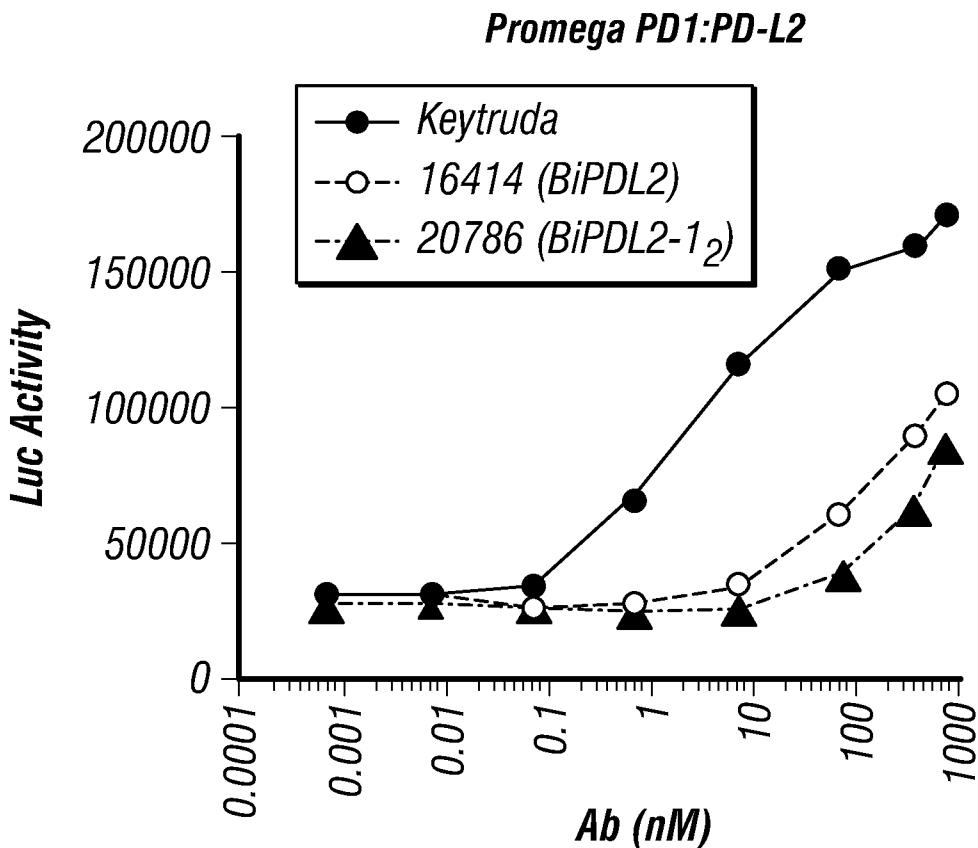 Promega PD1:PD-L2
Keytruda
16414 (BiPDL2)
20786 (BiPDL2-1₂)
Luc Activity
200000
150000
100000
50000
0
0.0001
0.001
0.01
0.1
1
10
100
1000
Ab (nM)